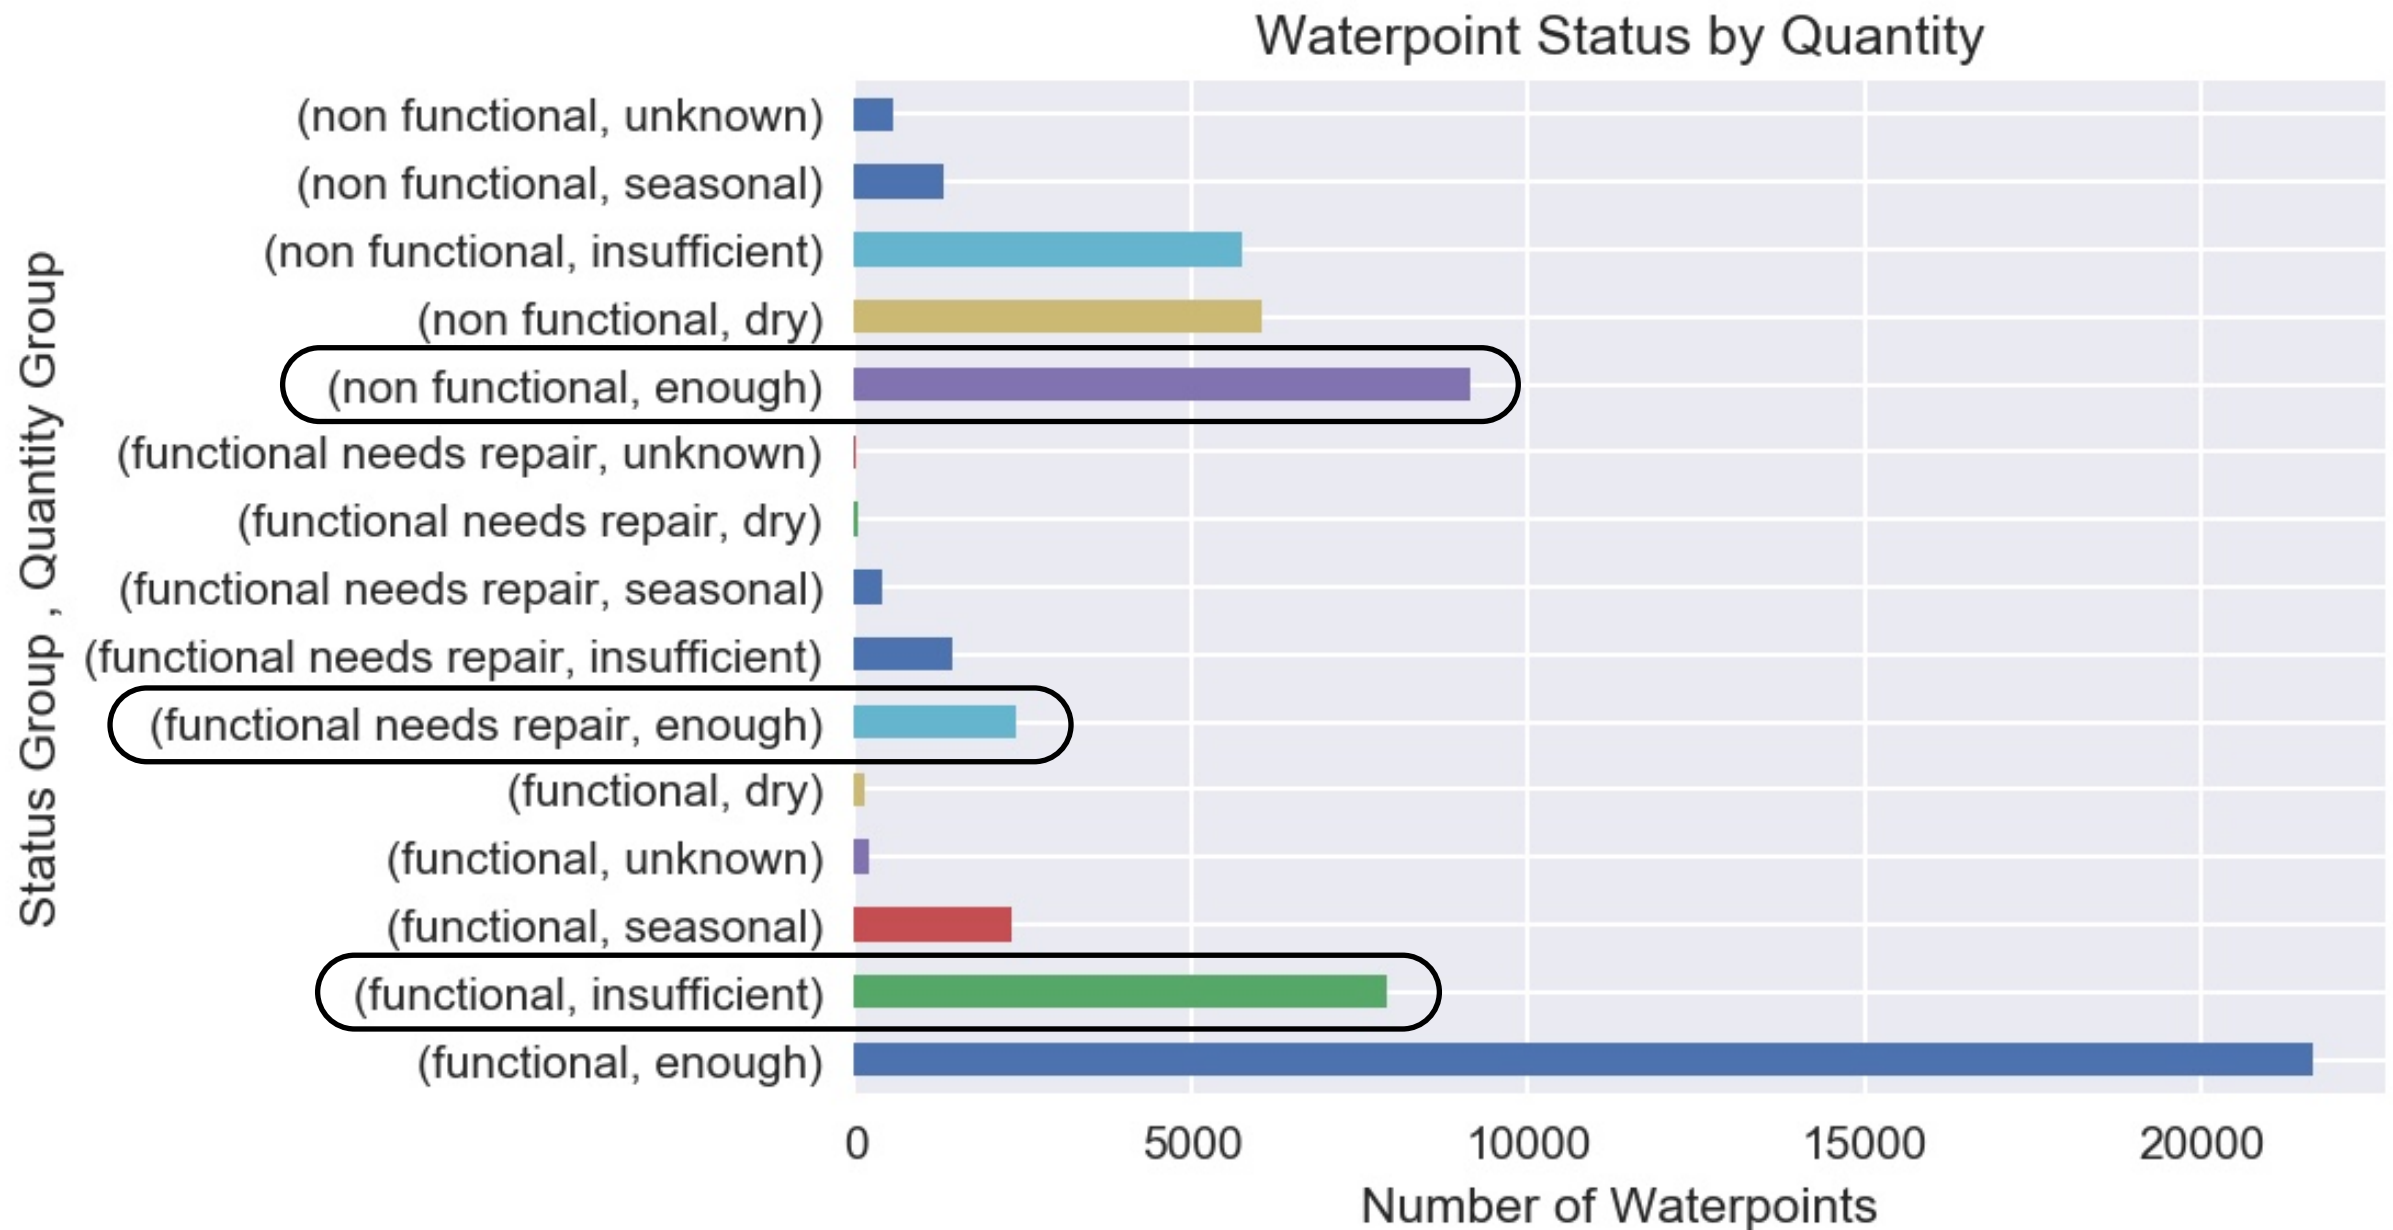 Waterpoint Status by Quantity
Status Group , Quantity Group
(non functional, unknown)
(non functional, seasonal)
(non functional, insufficient)
(non functional, dry)
(non functional, enough)
(functional needs repair, unknown)
(functional needs repair, dry)
(functional needs repair, seasonal)
(functional needs repair, insufficient)
(functional needs repair, enough)
(functional, dry)
(functional, unknown)
(functional, seasonal)
(functional, insufficient)
(functional, enough)
0 5000 10000 15000 20000
Number of Waterpoints